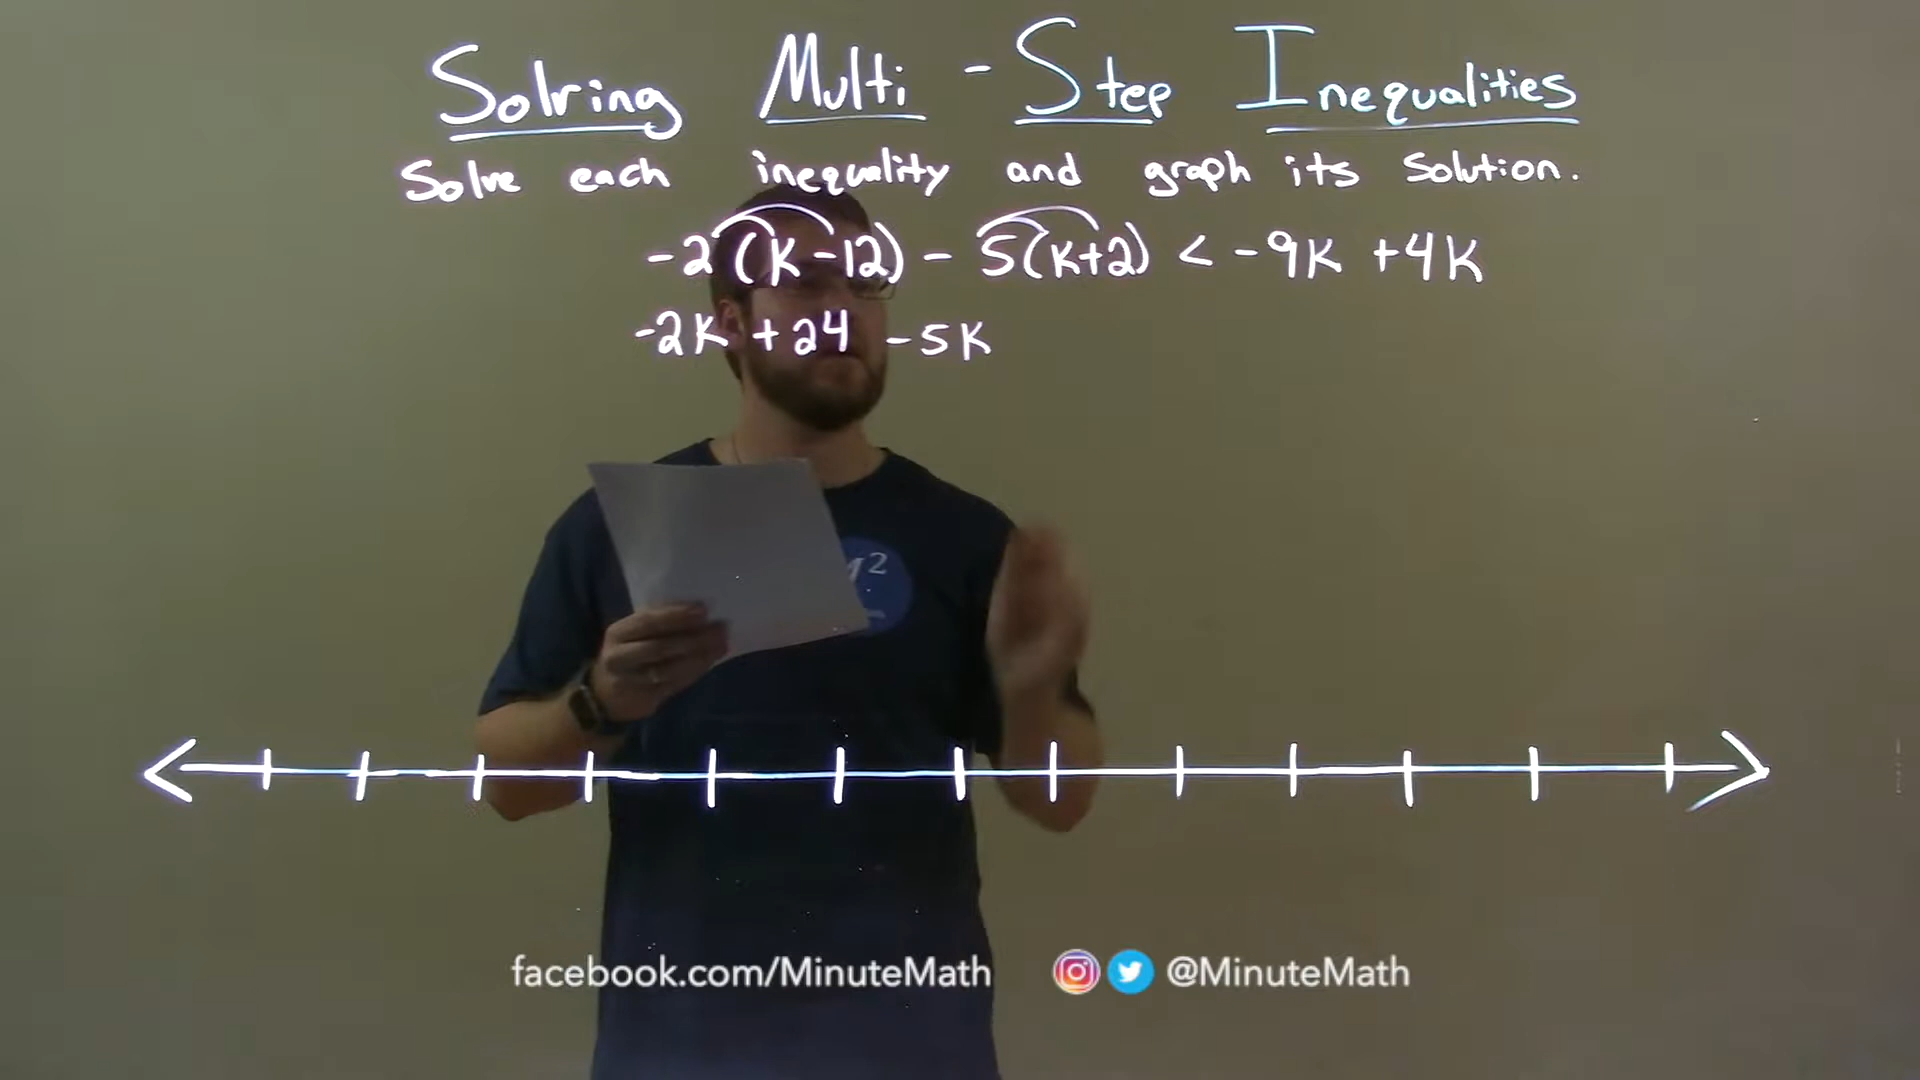 Solving Multi - Step Inequalities
Solve each inequality and graph its solution.
-2(k-12) - 5(k+2) < -9k +4k
-2k +24 -5k
2
facebook.com/MinuteMath @MinuteMath